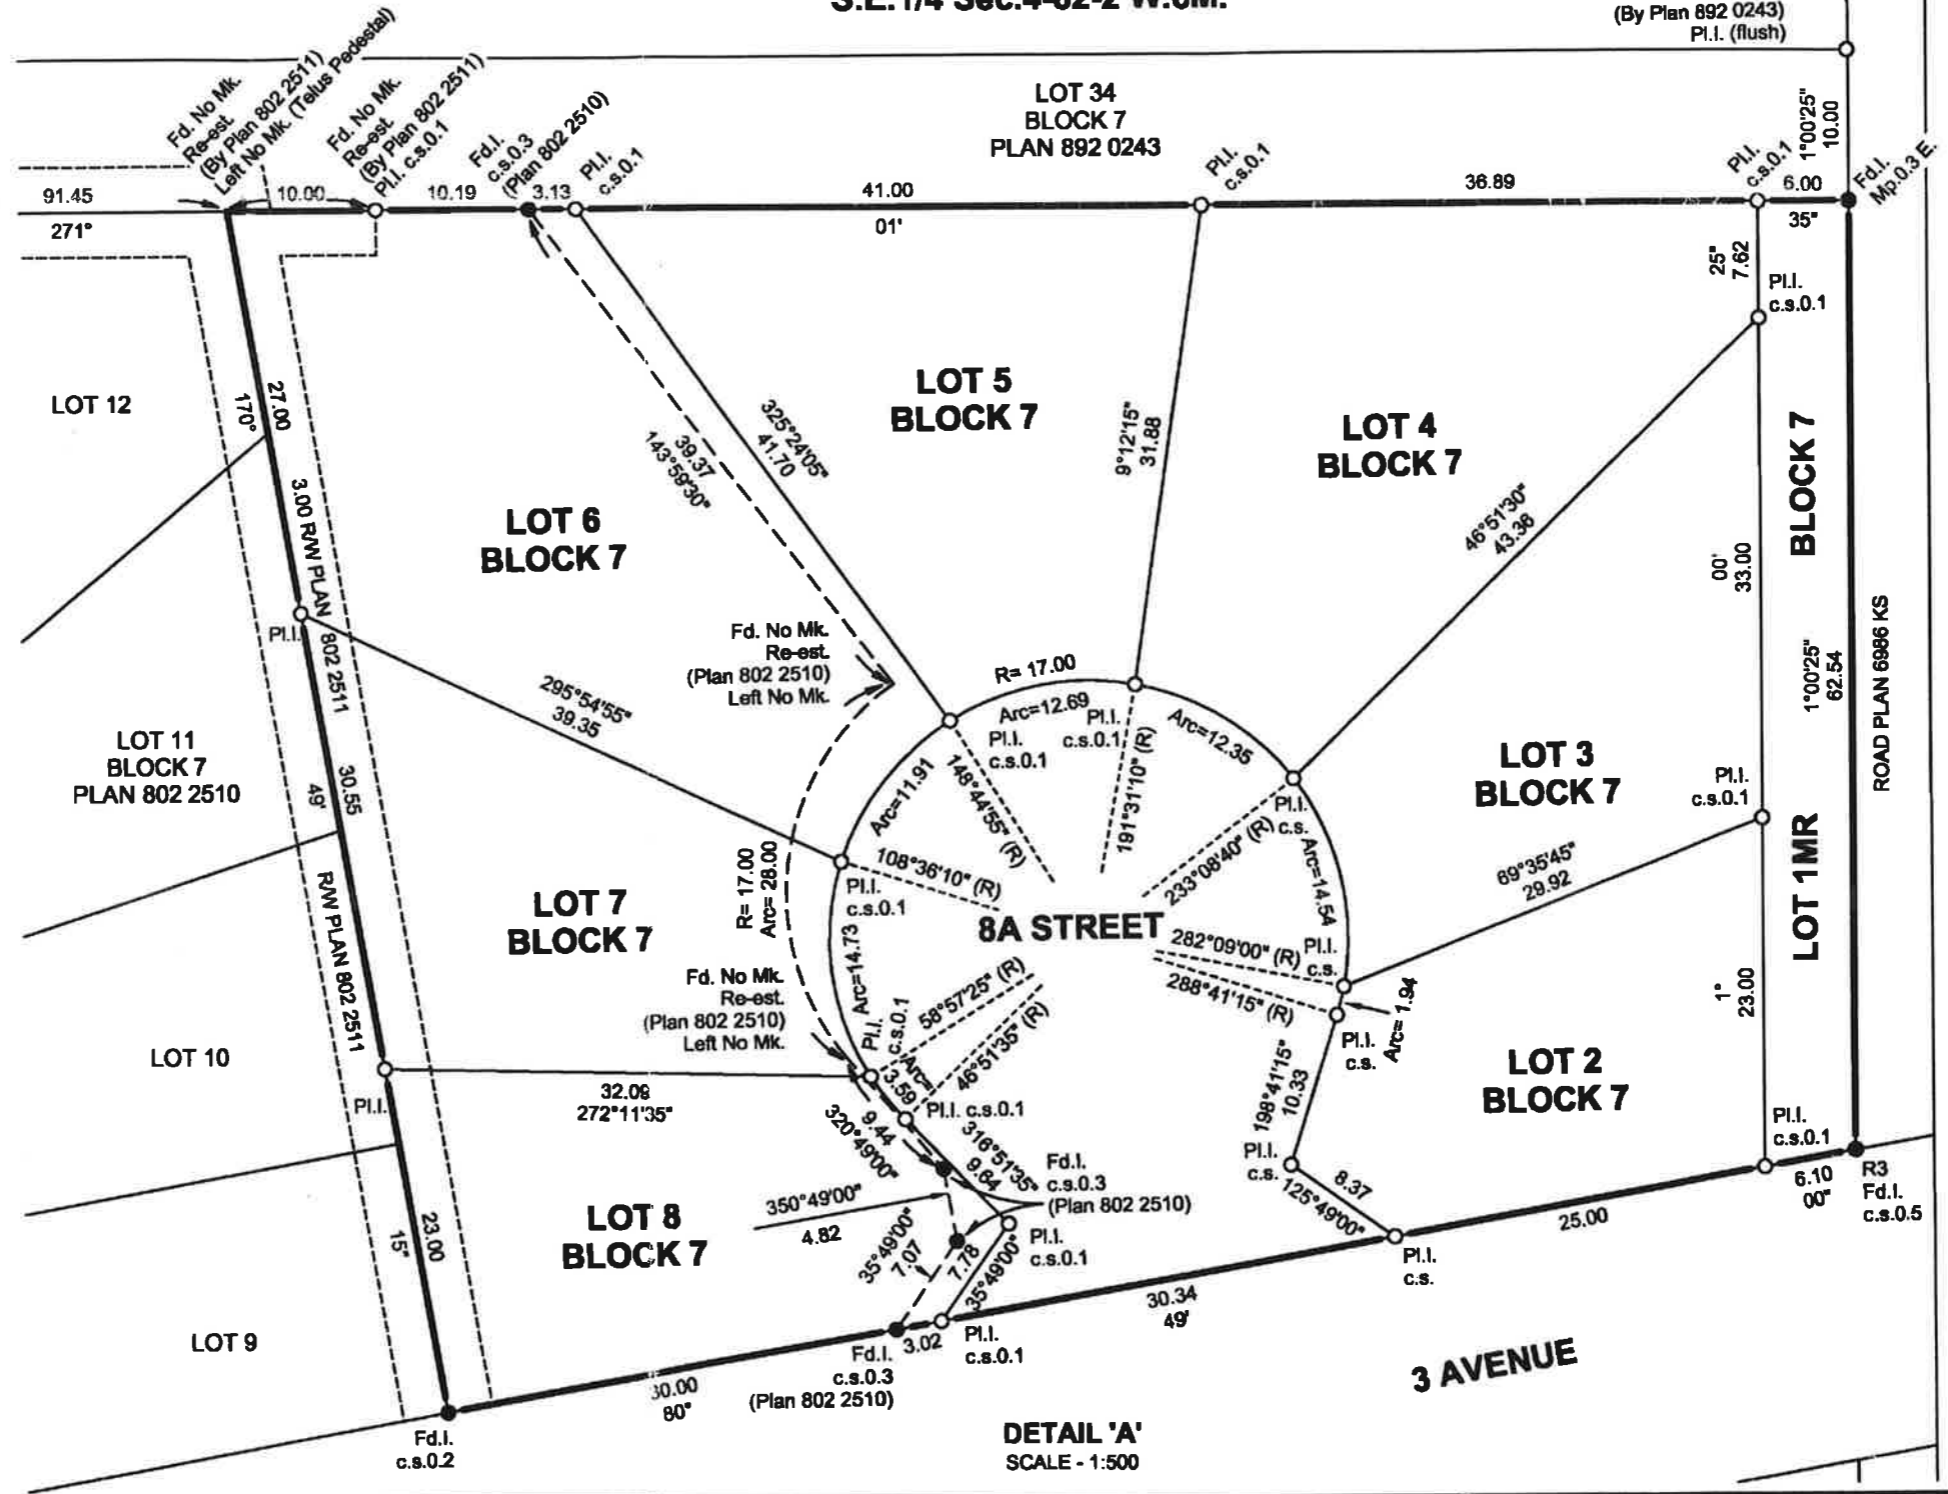 S.E.1/4 Sec.4-62-2 W.6M.
(By Plan 892 0243)
Pl.I. (flush)
Fd. No Mk.
Re-est.
(By Plan 802 2511)
Left No Mk. (Telus Pedestal)
Fd. No Mk.
Re-est.
(By Plan 802 2511)
Pl.I. c.s.0.1
Fd.I.
c.s.0.3
(Plan 802 2510)
Pl.I.
c.s.0.1
LOT 34
BLOCK 7
PLAN 892 0243
Pl.I.
c.s.0.1
Pl.I.
c.s.0.1
1°00'25"
10.00
Fd.I.
Mp.0.3 E.
91.45
10.00
10.19
3.13
41.00
36.89
6.00
271°
01'
35"
25"
7.62
Pl.I.
c.s.0.1
LOT 12
170°
27.00
3.00 R/W PLAN 802 2511
LOT 6
BLOCK 7
143°59'30"
39.37
325°24'05"
41.70
LOT 5
BLOCK 7
9°12'15"
31.88
LOT 4
BLOCK 7
46°51'30"
43.36
00'
33.00
BLOCK 7
LOT 1MR
1°00'25"
62.54
ROAD PLAN 6986 KS
Pl.I.
Fd. No Mk.
Re-est.
(Plan 802 2510)
Left No Mk.
295°54'55"
39.35
R= 17.00
Arc=12.69
Pl.I.
c.s.0.1
Pl.I.
c.s.0.1
Arc=12.35
Arc=11.91
148°44'55" (R)
191°31'10" (R)
233°08'40" (R)
Pl.I.
c.s.
Arc=14.54
LOT 3
BLOCK 7
Pl.I.
c.s.0.1
69°35'45"
29.92
LOT 11
BLOCK 7
PLAN 802 2510
49'
30.55
R/W PLAN 802 2511
LOT 7
BLOCK 7
R= 17.00
Arc= 28.00
108°36'10" (R)
Pl.I.
c.s.0.1
8A STREET
282°09'00" (R)
Pl.I.
c.s.
288°41'15" (R)
Arc= 1.94
Pl.I.
c.s.
1°
23.00
Arc=14.73
Fd. No Mk.
Re-est.
(Plan 802 2510)
Left No Mk.
Pl.I.
c.s.0.1
58°57'25" (R)
46°51'35" (R)
Arc=
3.59
Pl.I. c.s.0.1
LOT 10
Pl.I.
32.09
272°11'35"
9.44
320°49'00"
316°51'35"
9.64
Fd.I.
c.s.0.3
(Plan 802 2510)
198°41'15"
10.33
Pl.I.
c.s.
8.37
125°49'00"
LOT 2
BLOCK 7
Pl.I.
c.s.0.1
6.10
00"
R3
Fd.I.
c.s.0.5
LOT 8
BLOCK 7
350°49'00"
4.82
35°49'00"
7.07
7.78
35°49'00"
Pl.I.
c.s.0.1
25.00
Pl.I.
c.s.
15"
23.00
LOT 9
30.34
49'
3.02
Pl.I.
c.s.0.1
Fd.I.
c.s.0.3
(Plan 802 2510)
30.00
80°
Fd.I.
c.s.0.2
3 AVENUE
DETAIL 'A'
SCALE - 1:500